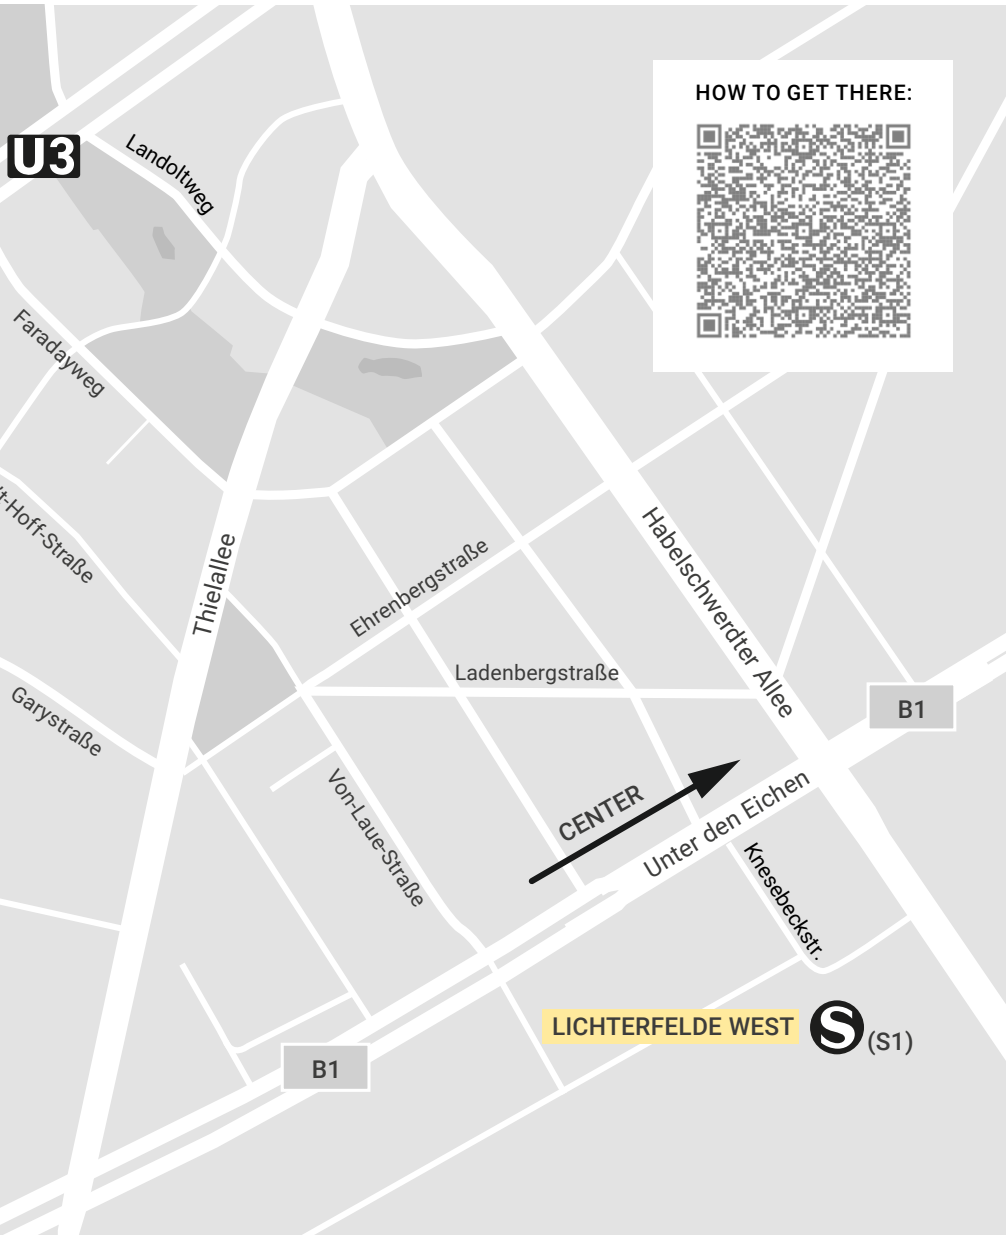 HOW TO GET THERE:
U3
Landoltweg
Faradayweg
t-Hoff-Straße
Thielallee
Habelschwerdter Allee
Ehrenbergstraße
Ladenbergstraße
Garystraße
B1
Von-Laue-Straße
CENTER
Unter den Eichen
Knesebeckstr.
LICHTERFELDE WEST S (S1)
B1